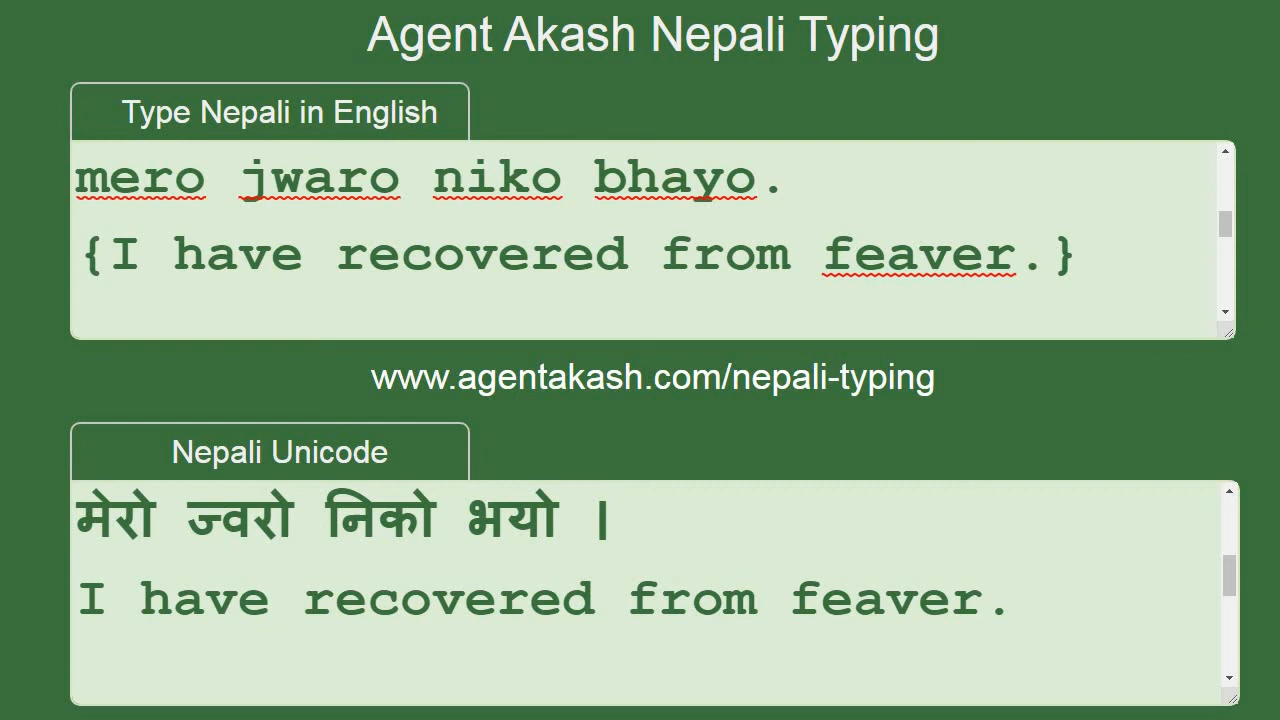 Agent Akash Nepali Typing
Type Nepali in English
mero jwaro niko bhayo.
{I have recovered from feaver.}
www.agentakash.com/nepali-typing
Nepali Unicode
मेरो ज्वरो निको भयो ।
I have recovered from feaver.